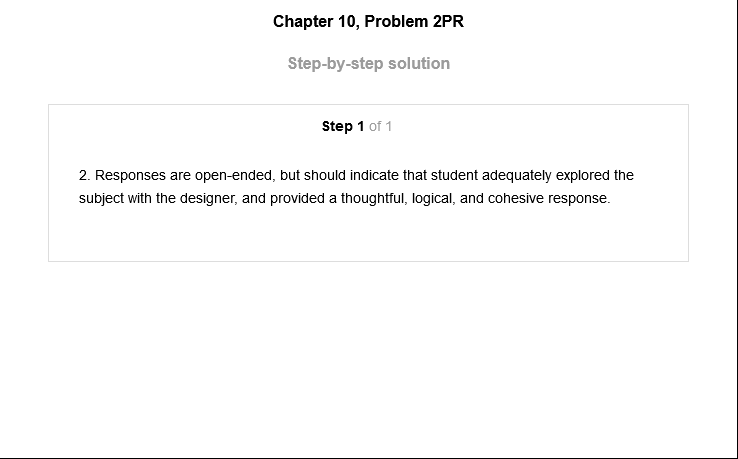 Chapter 10, Problem 2PR
Step-by-step solution
Step 1 of 1
2. Responses are open-ended, but should indicate that student adequately explored the
subject with the designer, and provided a thoughtful, logical, and cohesive response.